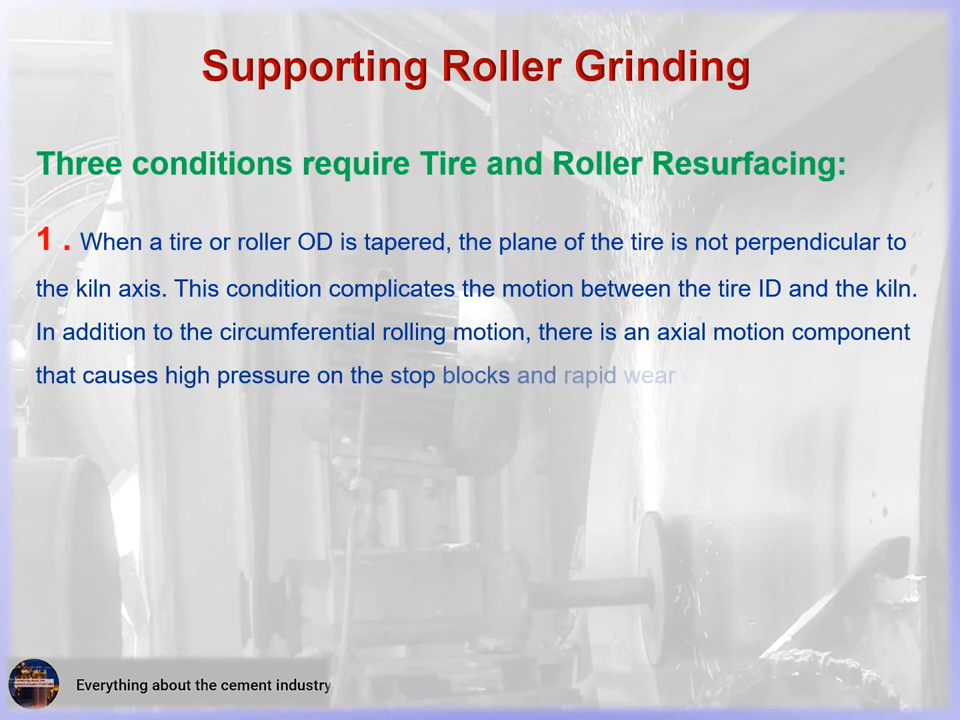 Supporting Roller Grinding
Three conditions require Tire and Roller Resurfacing:
1 . When a tire or roller OD is tapered, the plane of the tire is not perpendicular to
the kiln axis. This condition complicates the motion between the tire ID and the kiln.
In addition to the circumferential rolling motion, there is an axial motion component
that causes high pressure on the stop blocks and rapid wear
Everything about the cement industry